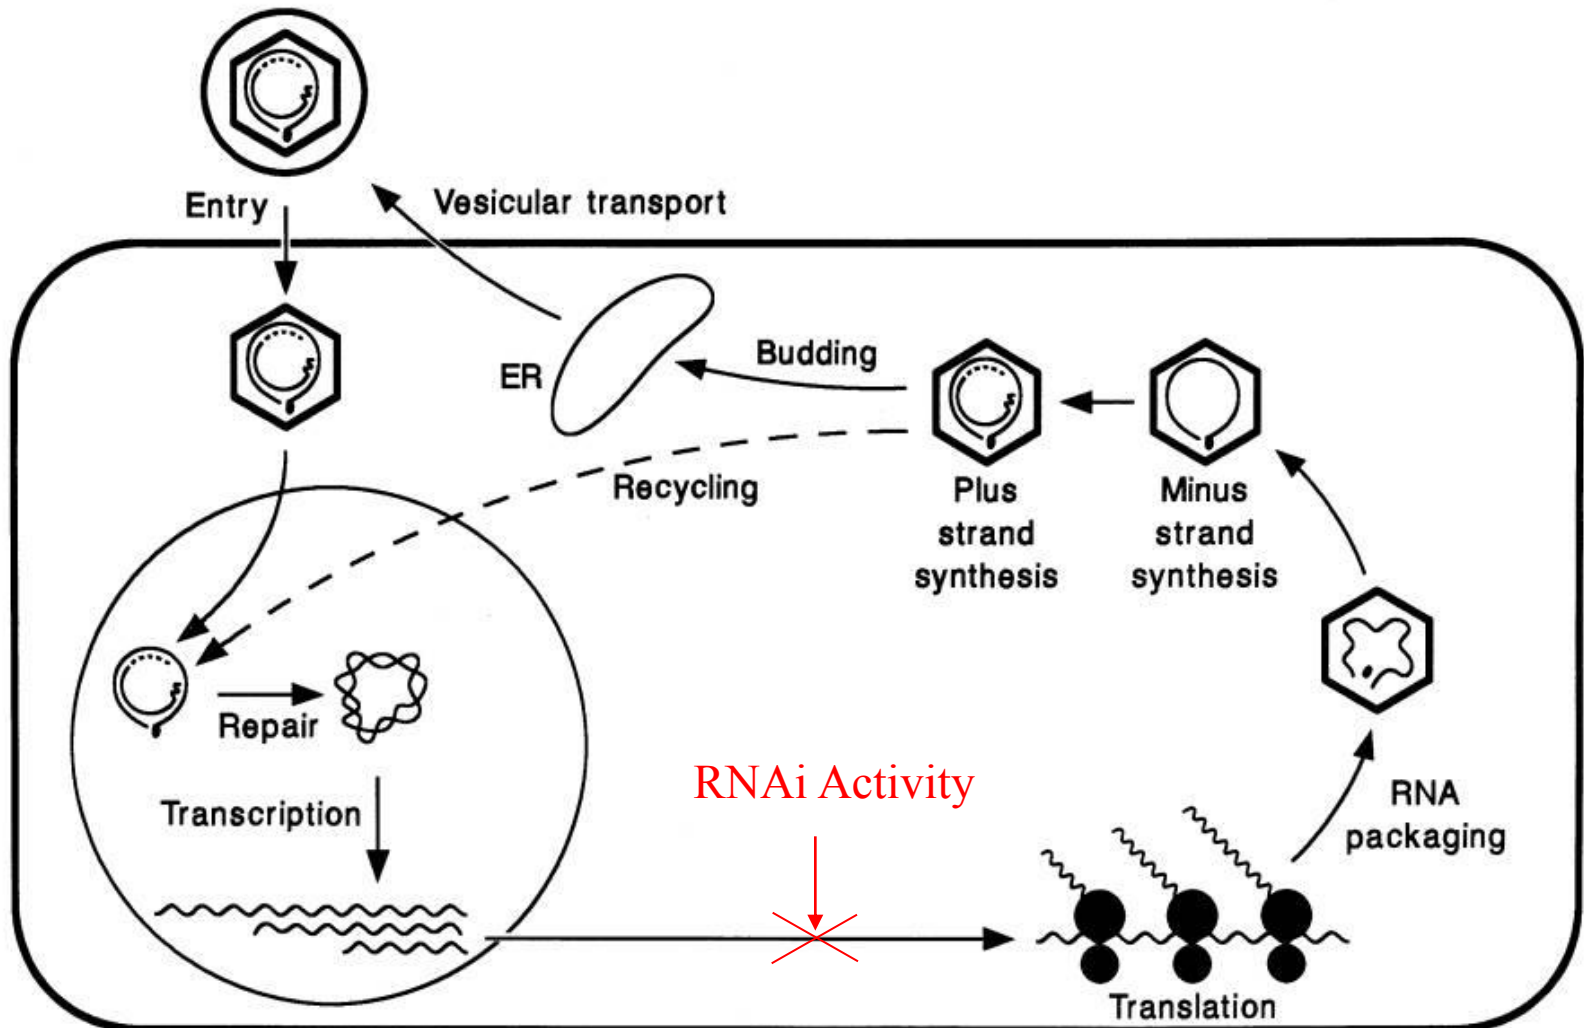 Entry
Vesicular transport
ER
Budding
Recycling
Plus
strand
synthesis
Minus
strand
synthesis
Repair
Transcription
RNAi Activity
RNA
packaging
Translation